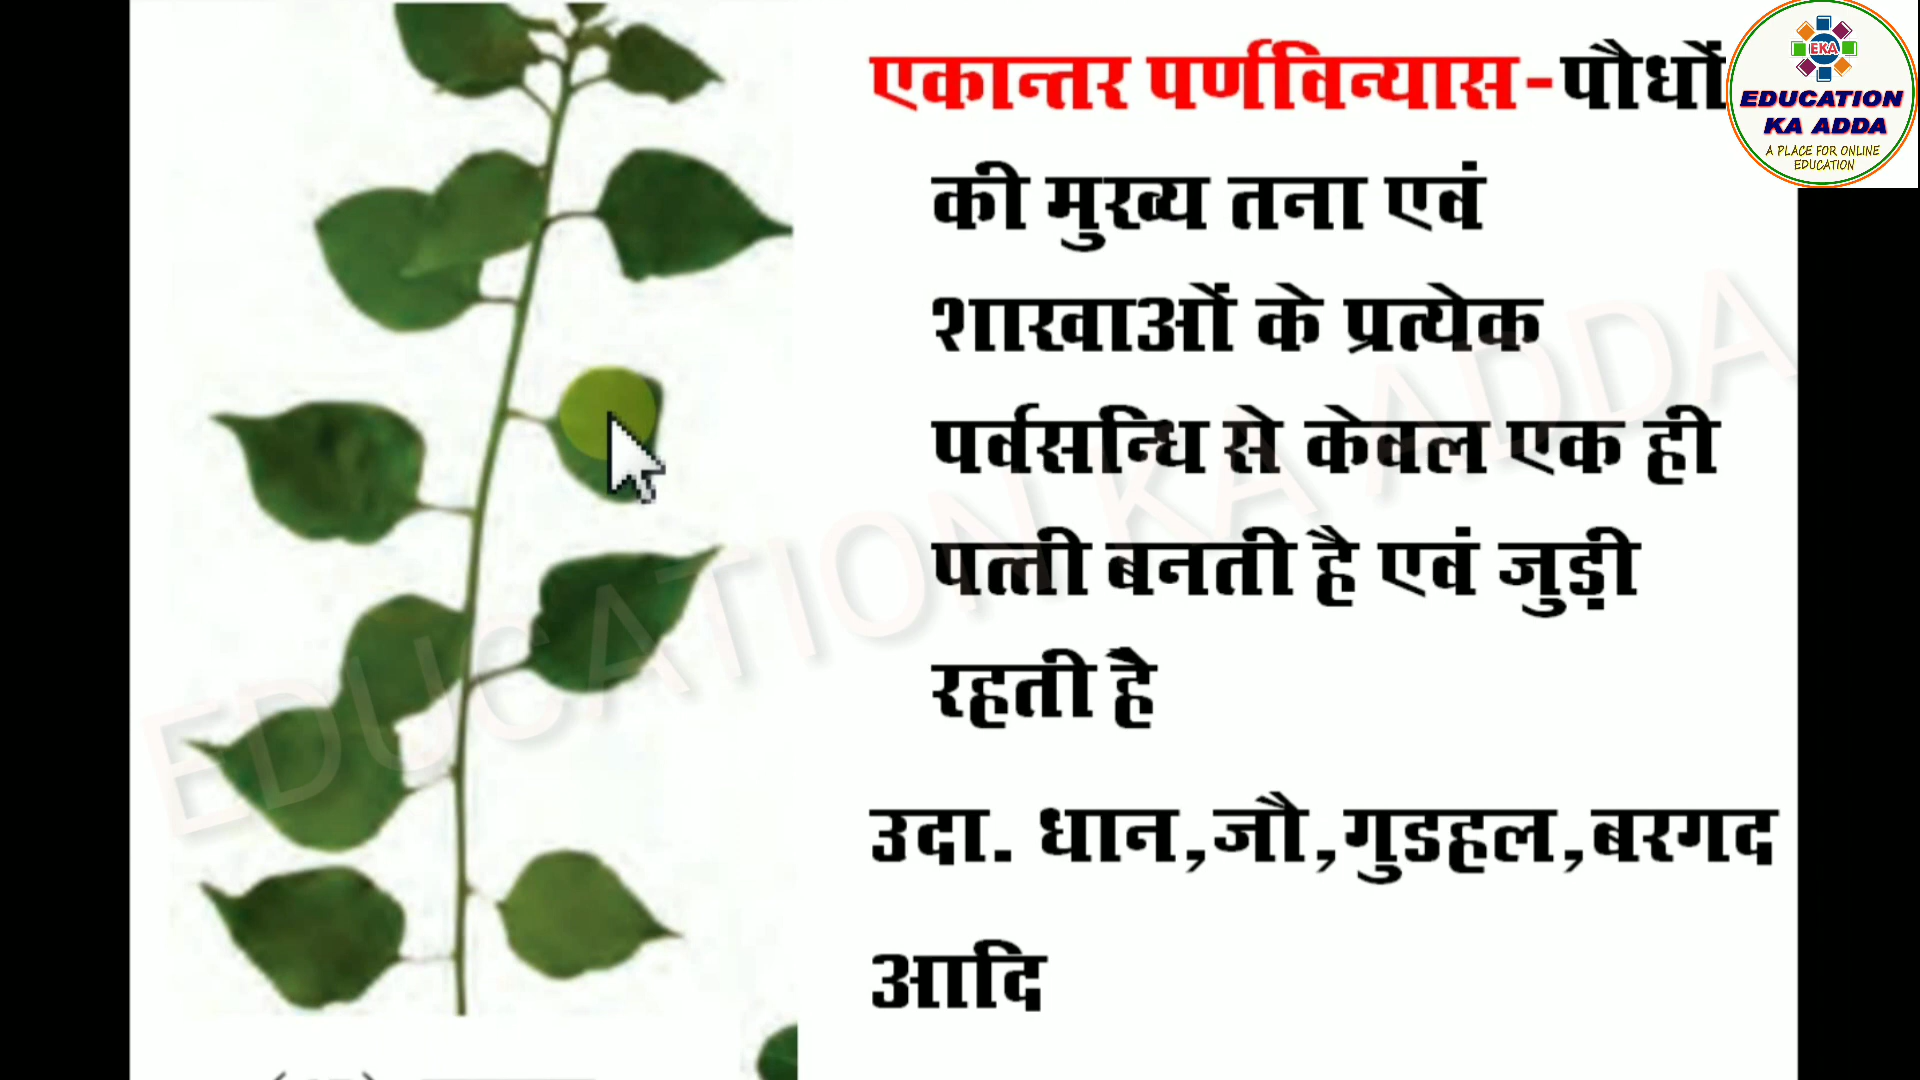 एकान्तर पर्णविन्यास-पौधों
की मुख्य तना एवं
शाखाओं के प्रत्येक
पर्वसन्धि से केवल एक ही
पत्ती बनती है एवं जुड़ी
रहती है
उदा. धान,जौ,गुडहल,बरगद
आदि
EKA
EDUCATION
KA ADDA
A PLACE FOR ONLINE
EDUCATION
EDUCATION KA ADDA